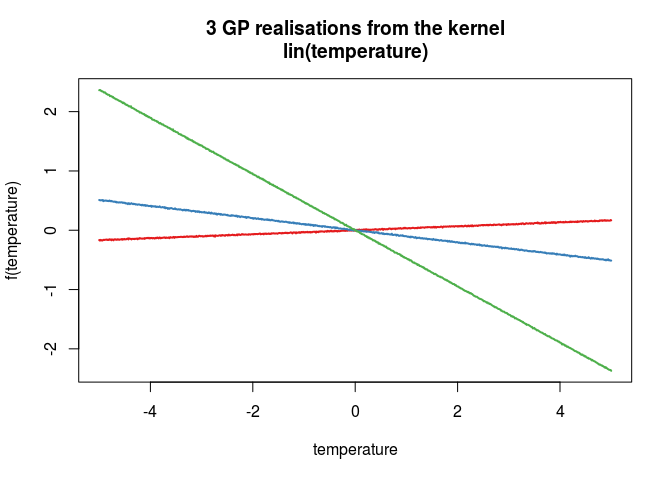 3 GP realisations from the kernel
lin(temperature)
f(temperature)
2
1
0
-1
-2
-4
-2
0
2
4
temperature